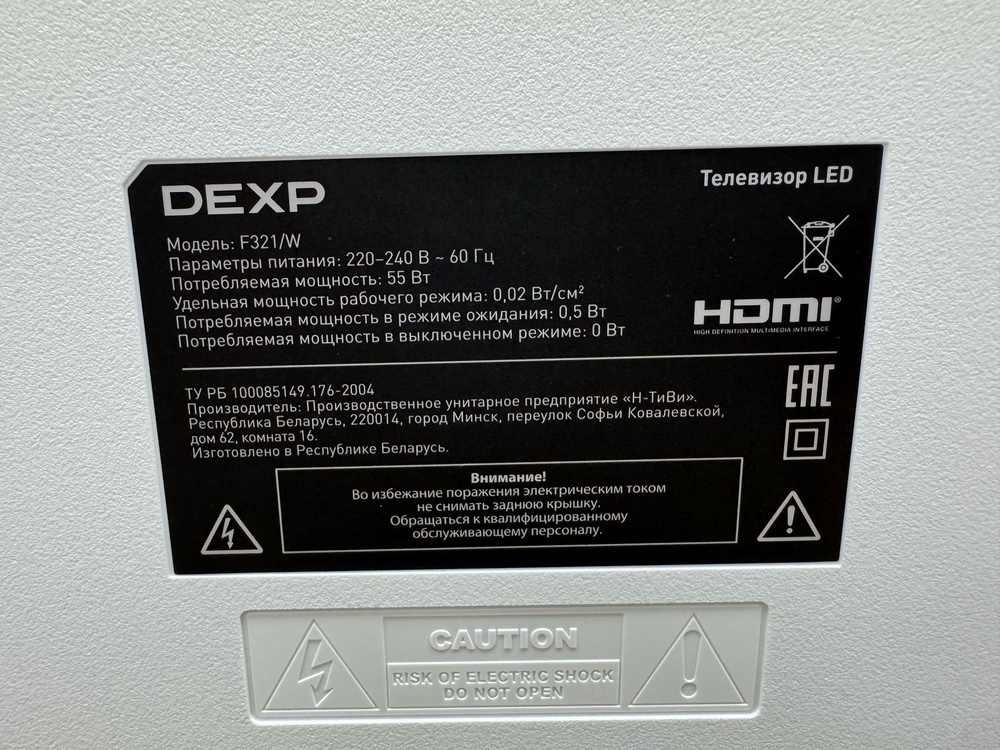 DEXP
Телевизор LED
Модель: F321/W
Параметры питания: 220–240 В ~ 60 Гц
Потребляемая мощность: 55 Вт
Удельная мощность рабочего режима: 0,02 Вт/см²
Потребляемая мощность в режиме ожидания: 0,5 Вт
Потребляемая мощность в выключенном режиме: 0 Вт
HDMI®
HIGH DEFINITION MULTIMEDIA INTERFACE
ТУ РБ 100085149.176-2004
Производитель: Производственное унитарное предприятие «Н-ТиВи».
Республика Беларусь, 220014, город Минск, переулок Софьи Ковалевской,
дом 62, комната 16.
Изготовлено в Республике Беларусь.
EAC
Внимание!
Во избежание поражения электрическим током
не снимать заднюю крышку.
Обращаться к квалифицированному
обслуживающему персоналу.
CAUTION
RISK OF ELECTRIC SHOCK
DO NOT OPEN